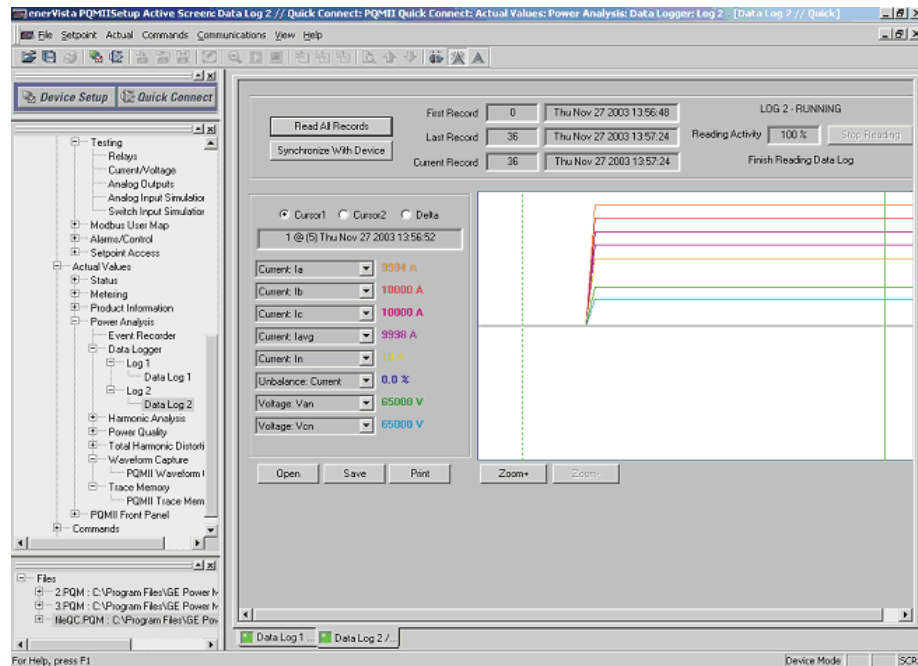 enerVista PQMIISetup Active Screen: Data Log 2 // Quick Connect: PQMII Quick Connect: Actual Values: Power Analysis: Data Logger: Log 2 - [Data Log 2 // Quick]
File Setpoint Actual Commands Communications View Help
Device Setup Quick Connect
Testing
Relays
Current/Voltage
Analog Outputs
Analog Input Simulation
Switch Input Simulation
Modbus User Map
Alarms/Control
Setpoint Access
Actual Values
Status
Metering
Product Information
Power Analysis
Event Recorder
Data Logger
Log 1
Data Log 1
Log 2
Data Log 2
Harmonic Analysis
Power Quality
Total Harmonic Distorti
Waveform Capture
PQMII Waveform
Trace Memory
PQMII Trace Mem
PQMII Front Panel
Commands
Files
2.PQM : C:\Program Files\GE Power M
3.PQM : C:\Program Files\GE Power M
fileQC.PQM : C:\Program Files\GE Pow
Read All Records
Synchronize With Device
First Record 0 Thu Nov 27 2003 13:56:48
Last Record 36 Thu Nov 27 2003 13:57:24
Current Record 36 Thu Nov 27 2003 13:57:24
LOG 2 - RUNNING
Reading Activity 100 % Stop Reading
Finish Reading Data Log
Cursor1 Cursor2 Delta
1 @ (5) Thu Nov 27 2003 13:56:52
Current: Ia 9994 A
Current: Ib 10000 A
Current: Ic 10000 A
Current: Iavg 9998 A
Current: In
Unbalance: Current 0.0 %
Voltage: Van 65000 V
Voltage: Vcn 65000 V
Open Save Print Zoom+ Zoom-
Data Log 1 ... Data Log 2 /...
For Help, press F1
Device Mode SCR